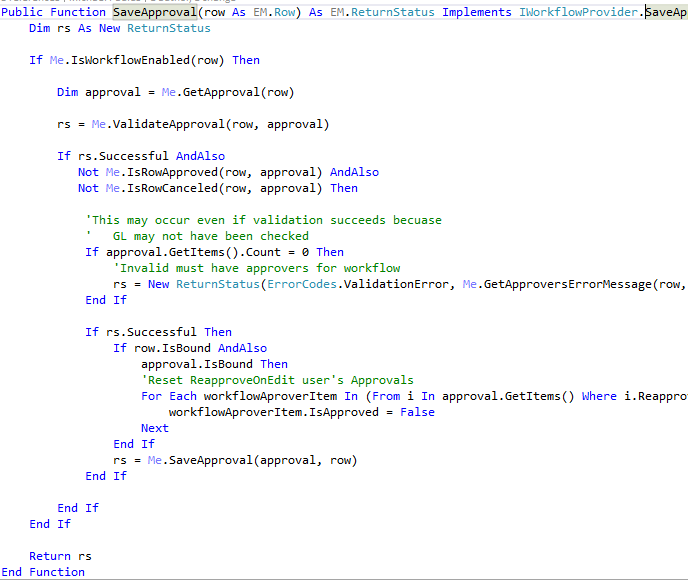 Public Function SaveApproval(row As EM.Row) As EM.ReturnStatus Implements IWorkflowProvider.SaveAp
Dim rs As New ReturnStatus
If Me.IsWorkflowEnabled(row) Then
Dim approval = Me.GetApproval(row)
rs = Me.ValidateApproval(row, approval)
If rs.Successful AndAlso
Not Me.IsRowApproved(row, approval) AndAlso
Not Me.IsRowCanceled(row, approval) Then
'This may occur even if validation succeeds becuase
'   GL may not have been checked
If approval.GetItems().Count = 0 Then
'Invalid must have approvers for workflow
rs = New ReturnStatus(ErrorCodes.ValidationError, Me.GetApproversErrorMessage(row,
End If
If rs.Successful Then
If row.IsBound AndAlso
approval.IsBound Then
'Reset ReapproveOnEdit user's Approvals
For Each workflowAproverItem In (From i In approval.GetItems() Where i.Reappro
workflowAproverItem.IsApproved = False
Next
End If
rs = Me.SaveApproval(approval, row)
End If
End If
End If
Return rs
End Function